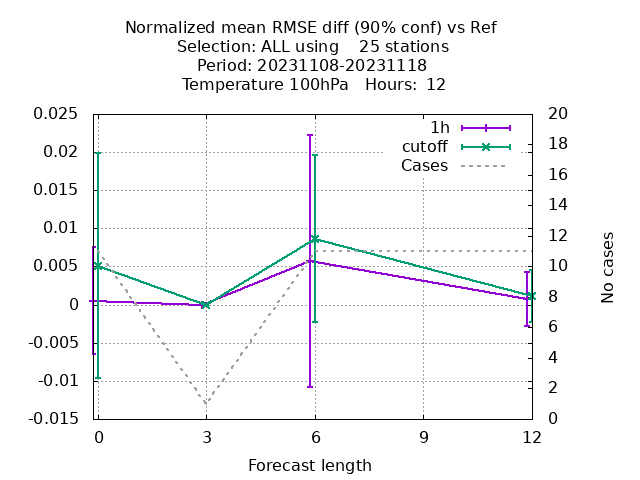 Normalized mean RMSE diff (90% conf) vs Ref
Selection: ALL using    25 stations
Period: 20231108-20231118
Temperature 100hPa   Hours:  12
1h
cutoff
Cases
0.025
0.02
0.015
0.01
0.005
0
-0.005
-0.01
-0.015
20
18
16
14
12
10
8
6
4
2
0
No cases
0 3 6 9 12
Forecast length